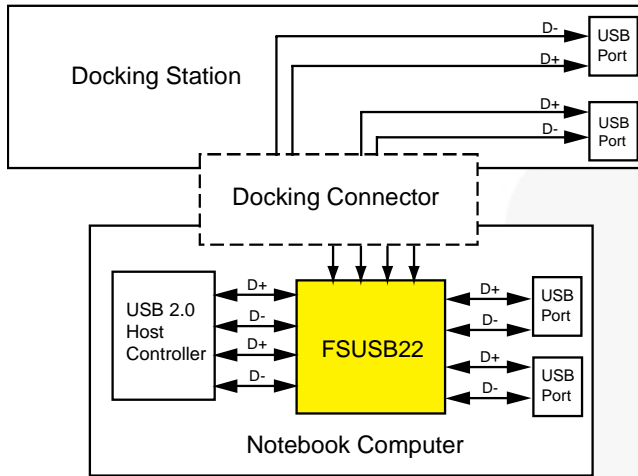 D-
USB
Port
Docking Station
D+
D+
USB
Port
D-
Docking Connector
USB 2.0
Host
Controller
D+
D-
D+
D-
FSUSB22
D+
USB
Port
D-
D+
USB
Port
D-
Notebook Computer